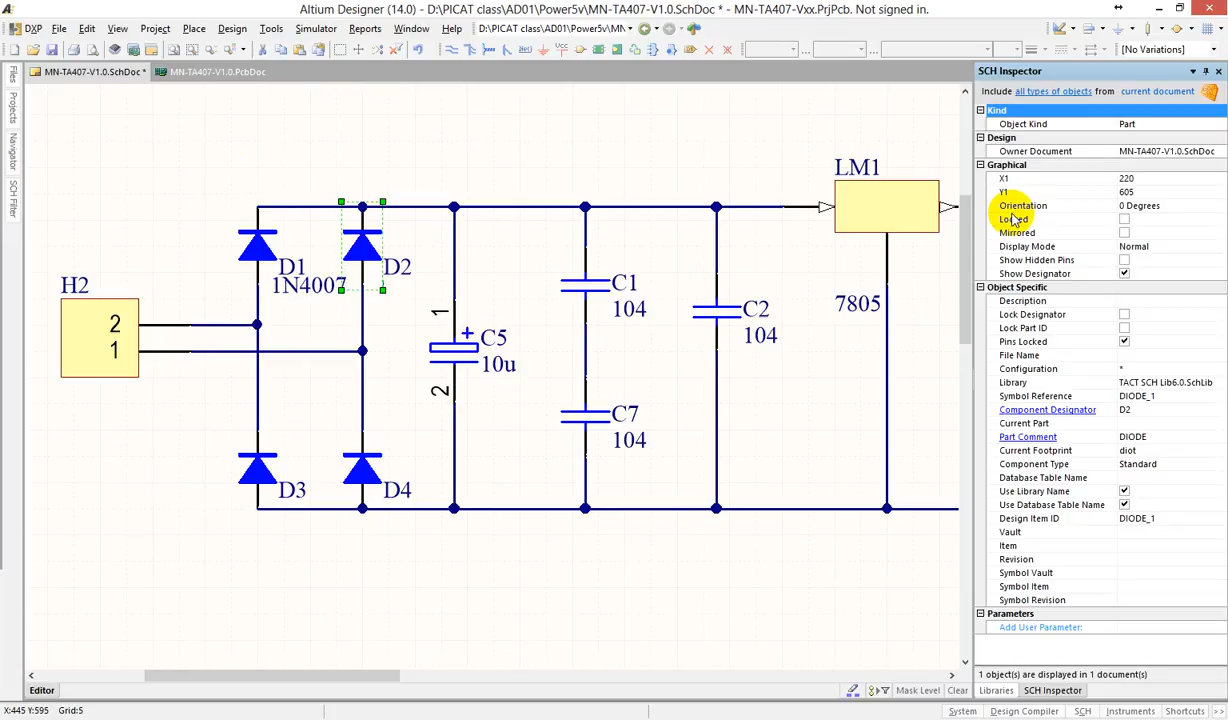 Altium Designer (14.0) - D:\PICAT class\AD01\Power5v\MN-TA407-V1.0.SchDoc * - MN-TA407-Vxx.PrjPcb. Not signed in.
DXP File Edit View Project Place Design Tools Simulator Reports Window Help D:\PICAT class\AD01\Power5v\MN
[No Variations]
MN-TA407-V1.0.SchDoc * MN-TA407-V1.0.PcbDoc
Files
Projects
Navigator
SCH Filter
LM1
D1
1N4007
D2
H2
2
1
1
C5
10u
2
C1
104
C2
104
7805
C7
104
D3
D4
SCH Inspector
Include all types of objects from current document
Kind
Object Kind Part
Design
Owner Document MN-TA407-V1.0.SchDoc
Graphical
X1 220
Y1 605
Orientation 0 Degrees
Locked
Mirrored
Display Mode Normal
Show Hidden Pins
Show Designator
Object Specific
Description
Lock Designator
Lock Part ID
Pins Locked
File Name
Configuration *
Library TACT SCH Lib6.0.SchLib
Symbol Reference DIODE_1
Component Designator D2
Current Part
Part Comment DIODE
Current Footprint diot
Component Type Standard
Database Table Name
Use Library Name
Use Database Table Name
Design Item ID DIODE_1
Vault
Item
Revision
Symbol Vault
Symbol Item
Symbol Revision
Parameters
Add User Parameter:
1 object(s) are displayed in 1 document(s)
Editor Mask Level Clear Libraries SCH Inspector
X:445 Y:595 Grid:5 System Design Compiler SCH Instruments Shortcuts >>